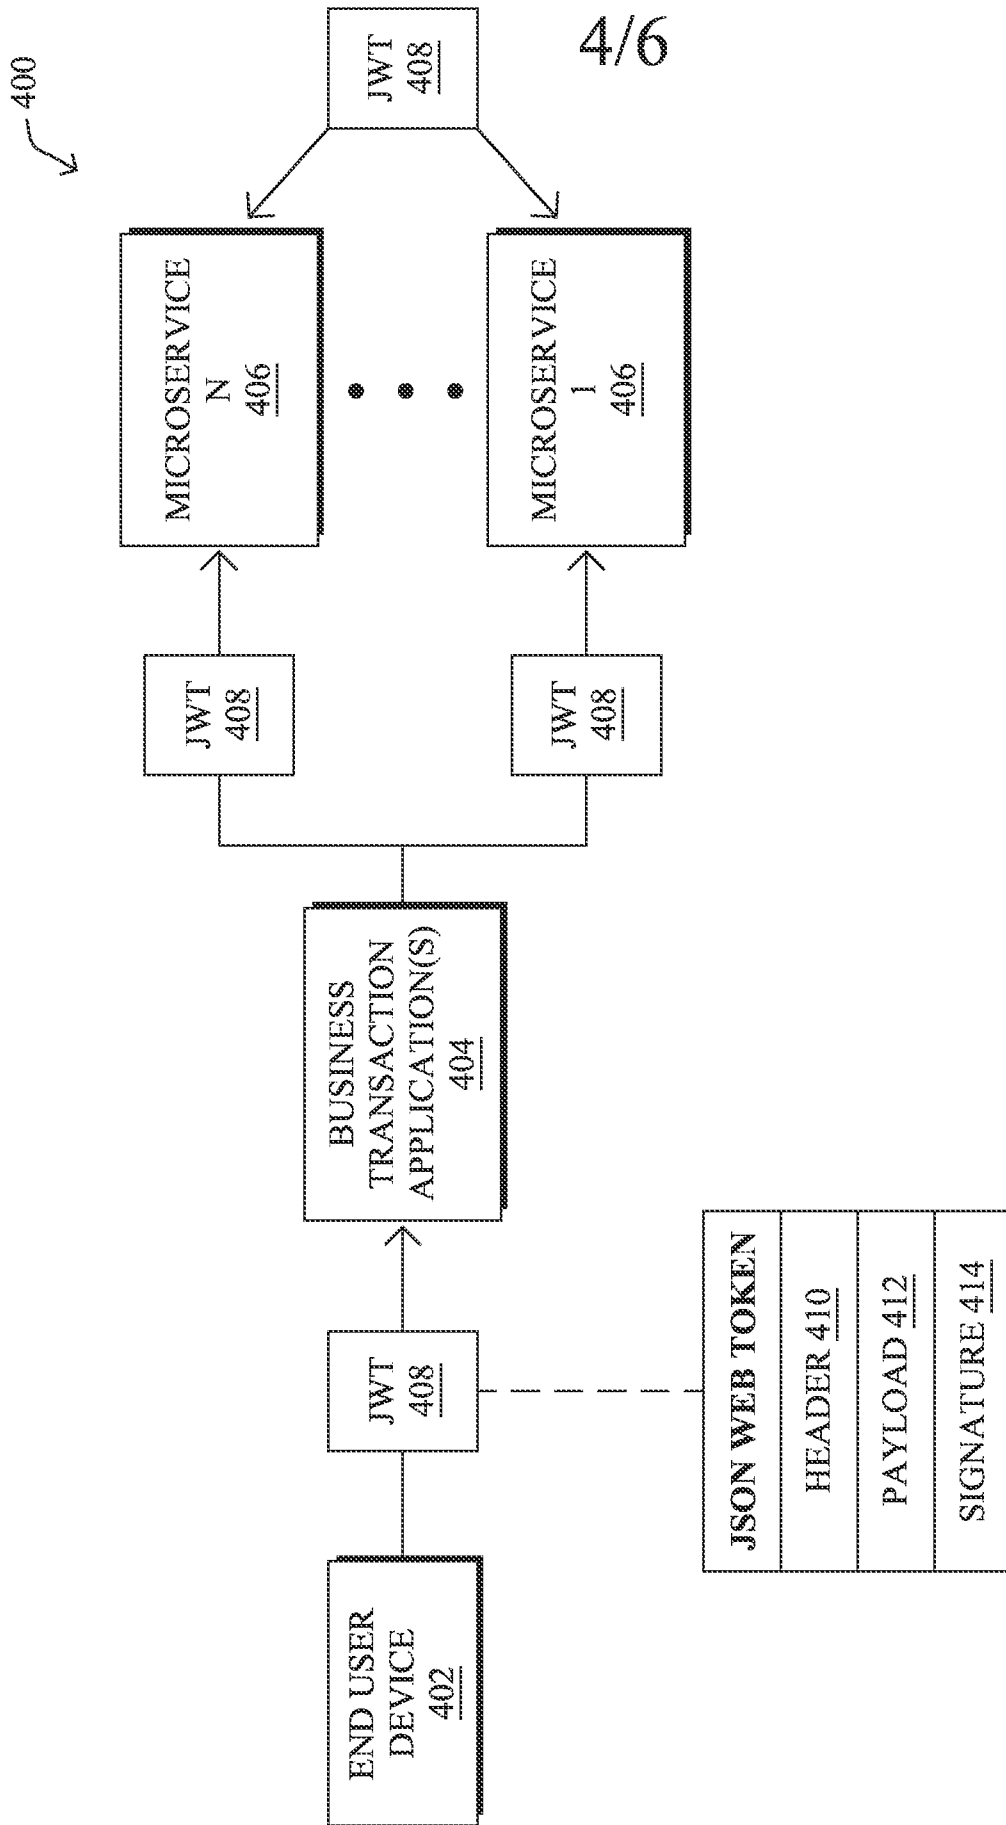 4/6
400
END USER
DEVICE
402
JWT
408
JSON WEB TOKEN
HEADER 410
PAYLOAD 412
SIGNATURE 414
BUSINESS
TRANSACTION
APPLICATION(S)
404
JWT
408
JWT
408
MICROSERVICE
N
406
MICROSERVICE
1
406
JWT
408